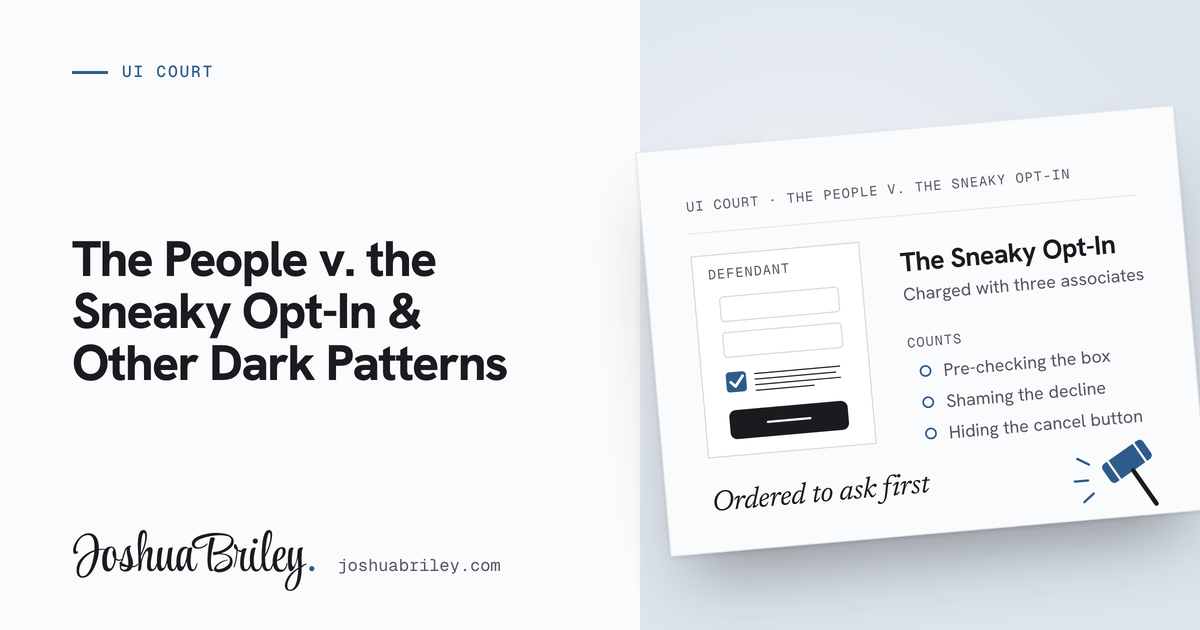 UI COURT
The People v. the
Sneaky Opt-In &
Other Dark Patterns
JoshuaBriley.
joshuabriley.com
UI COURT · THE PEOPLE V. THE SNEAKY OPT-IN
DEFENDANT
The Sneaky Opt-In
Charged with three associates
COUNTS
Pre-checking the box
Shaming the decline
Hiding the cancel button
Ordered to ask first